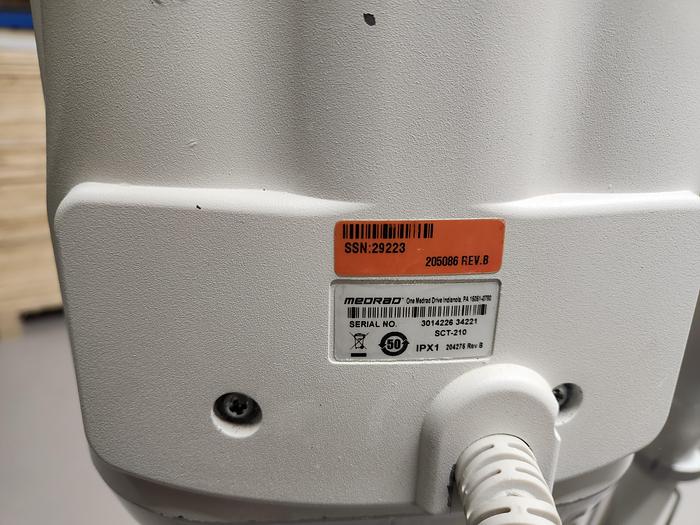 SSN:29223
205086 REV.B
MEDRAD One Medrad Drive Indianola, PA 15051-0780
SERIAL NO. 3014226 34221
SCT-210
50 IPX1 204276 Rev B